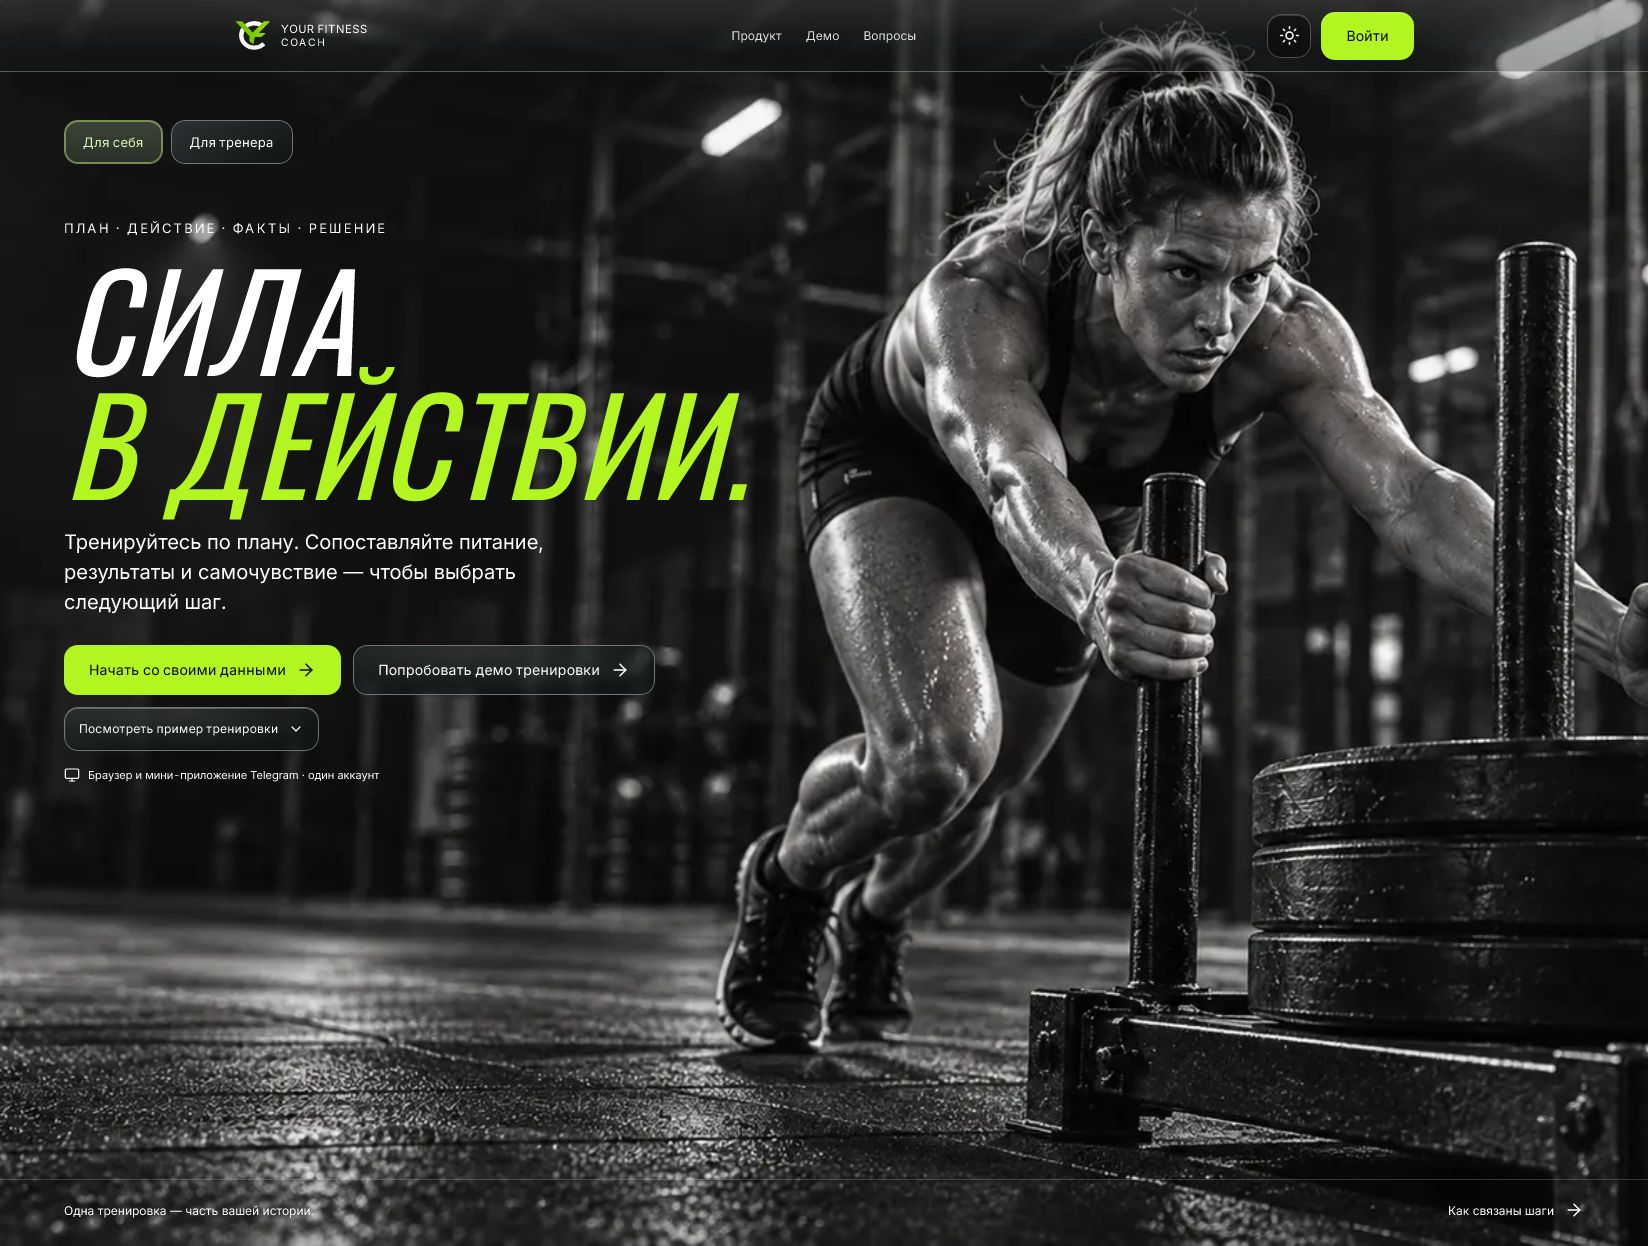 YOUR FITNESS
COACH
Продукт
Демо
Вопросы
Войти
Для себя
Для тренера
ПЛАН · ДЕЙСТВИЕ · ФАКТЫ · РЕШЕНИЕ
СИЛА
В ДЕЙСТВИИ.
Тренируйтесь по плану. Сопоставляйте питание,
результаты и самочувствие — чтобы выбрать
следующий шаг.
Начать со своими данными
Попробовать демо тренировки
Посмотреть пример тренировки
Браузер и мини-приложение Telegram · один аккаунт
Одна тренировка — часть вашей истории.
Как связаны шаги